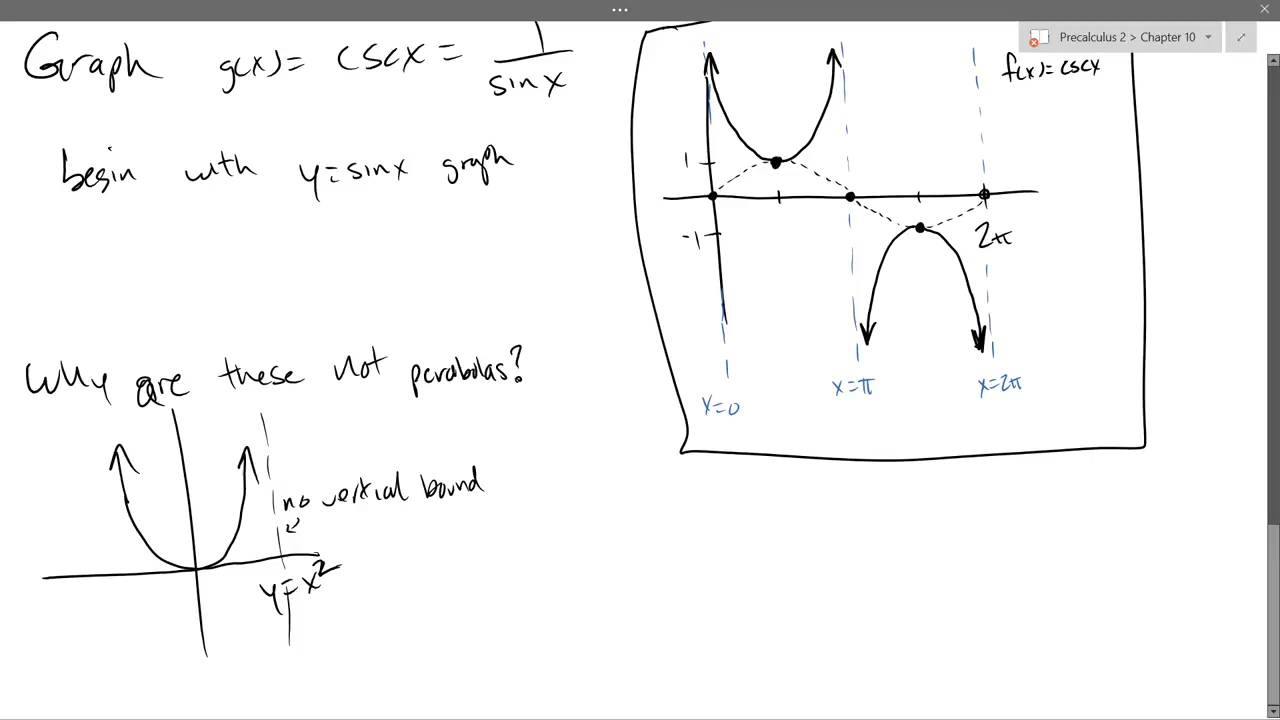 Precalculus 2 > Chapter 10
Graph g(x) = csc x = 1 / sin x
f(x) = csc x
begin with y = sin x graph
1
-1
2π
x = 0
x = π
x = 2π
Why are these not parabolas?
no vertical bound
y = x²